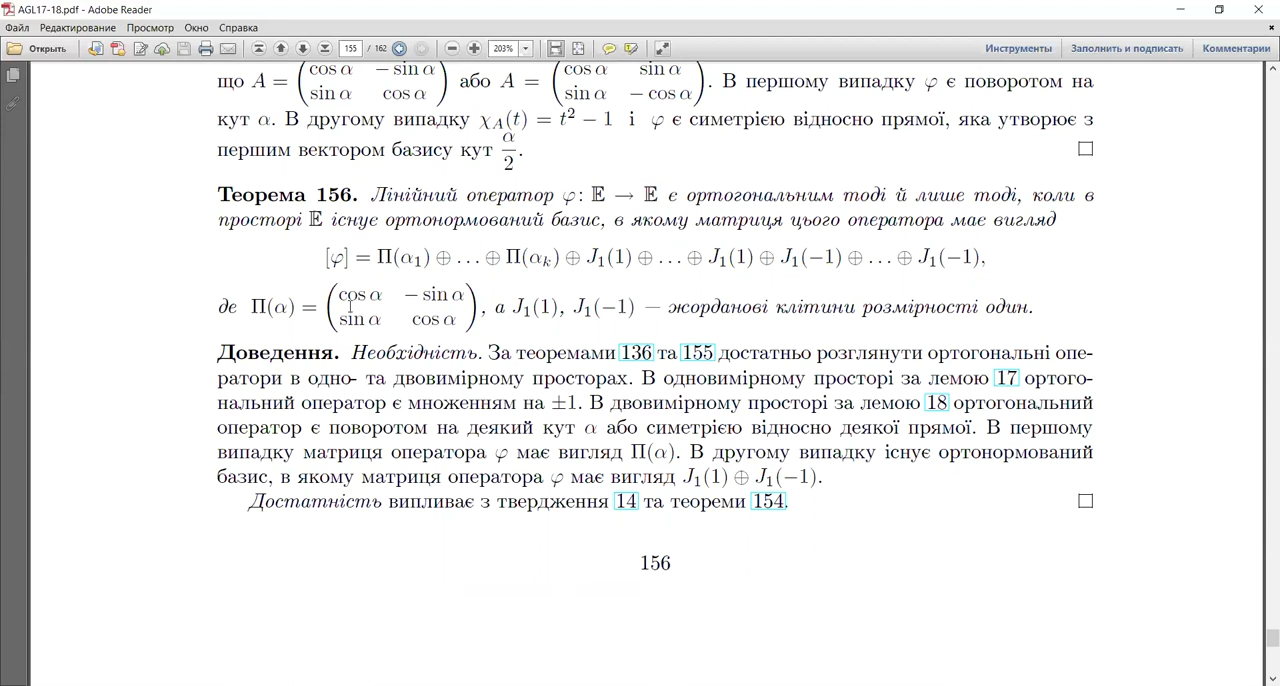 AGL17-18.pdf - Adobe Reader
Файл Редактирование Просмотр Окно Справка
Открыть 155 / 162 203% Инструменты Заполнить и подписать Комментарии
що A = (cos α − sin α sin α cos α) або A = (cos α sin α sin α − cos α). В першому випадку φ є поворотом на
кут α. В другому випадку χ_A(t) = t² − 1 і φ є симетрією відносно прямої, яка утворює з
першим вектором базису кут α/2. □
Теорема 156. Лінійний оператор φ: 𝔼 → 𝔼 є ортогональним тоді й лише тоді, коли в
просторі 𝔼 існує ортонормований базис, в якому матриця цього оператора має вигляд
[φ] = Π(α₁) ⊕ … ⊕ Π(αₖ) ⊕ J₁(1) ⊕ … ⊕ J₁(1) ⊕ J₁(−1) ⊕ … ⊕ J₁(−1),
де Π(α) = (cos α − sin α sin α cos α), а J₁(1), J₁(−1) — жорданові клітини розмірності один.
Доведення. Необхідність. За теоремами 136 та 155 достатньо розглянути ортогональні опе-
ратори в одно- та двовимірному просторах. В одновимірному просторі за лемою 17 ортого-
нальний оператор є множенням на ±1. В двовимірному просторі за лемою 18 ортогональний
оператор є поворотом на деякий кут α або симетрією відносно деякої прямої. В першому
випадку матриця оператора φ має вигляд Π(α). В другому випадку існує ортонормований
базис, в якому матриця оператора φ має вигляд J₁(1) ⊕ J₁(−1).
Достатність випливає з твердження 14 та теореми 154. □
156